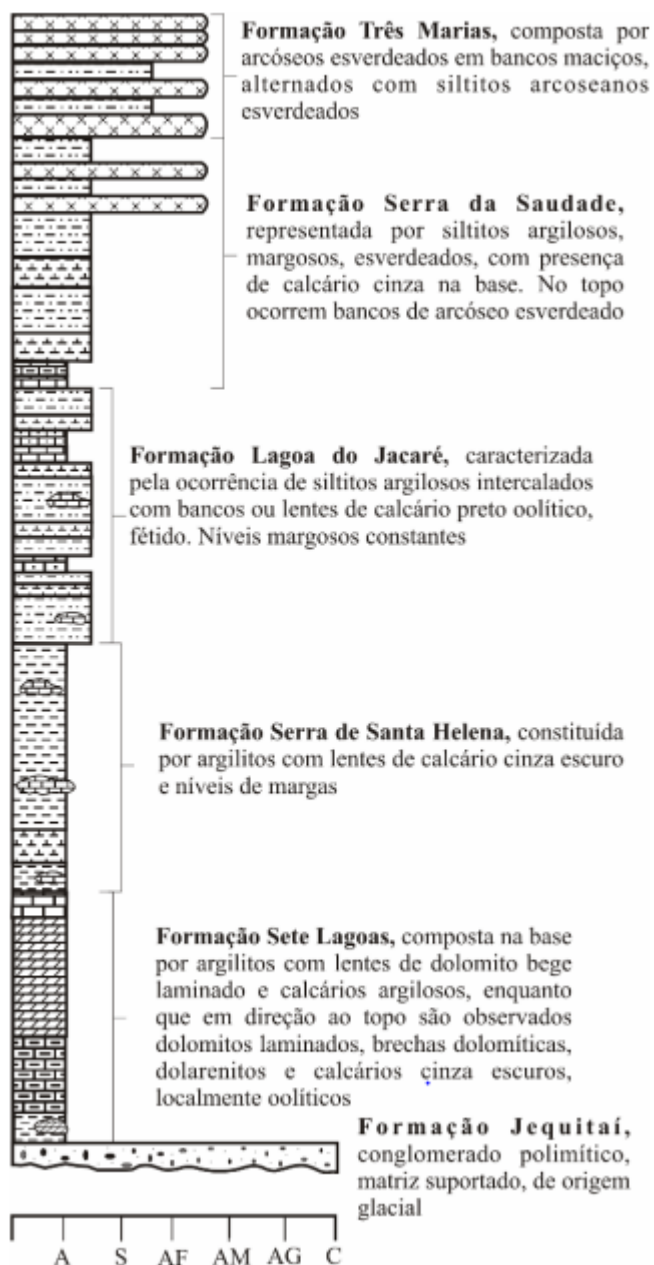 Formação Três Marias, composta por
arcóseos esverdeados em bancos maciços,
alternados com siltitos arcoseanos
esverdeados
Formação Serra da Saudade,
representada por siltitos argilosos,
margosos, esverdeados, com presença
de calcário cinza na base. No topo
ocorrem bancos de arcóseo esverdeado
Formação Lagoa do Jacaré, caracterizada
pela ocorrência de siltitos argilosos intercalados
com bancos ou lentes de calcário preto oolítico,
fétido. Níveis margosos constantes
Formação Serra de Santa Helena, constituída
por argilitos com lentes de calcário cinza escuro
e níveis de margas
Formação Sete Lagoas, composta na base
por argilitos com lentes de dolomito bege
laminado e calcários argilosos, enquanto
que em direção ao topo são observados
dolomitos laminados, brechas dolomíticas,
dolarenitos e calcários cinza escuros,
localmente oolíticos
Formação Jequitaí,
conglomerado polimítico,
matriz suportado, de origem
glacial
A S AF AM AG C